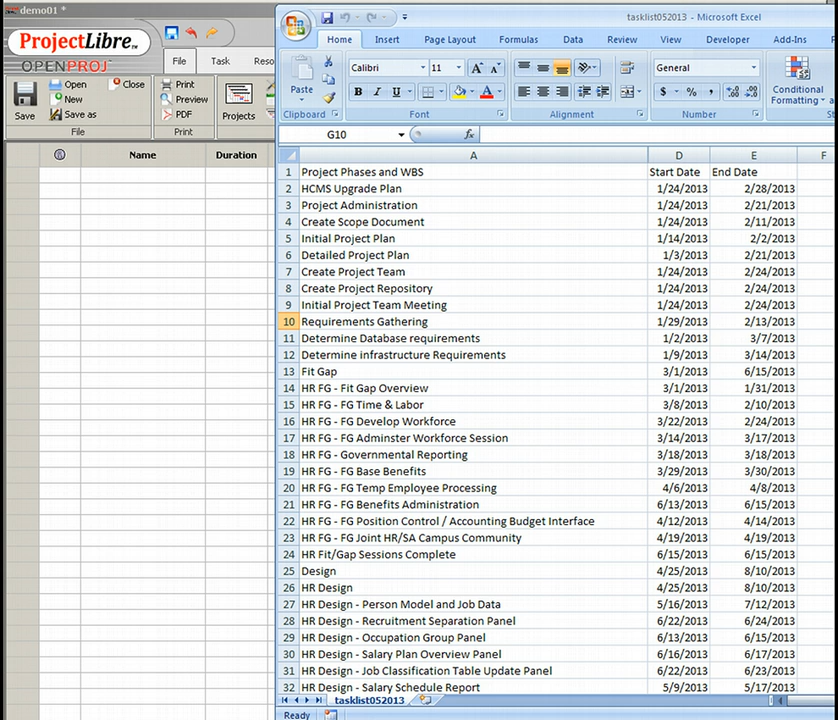 demo01 *
ProjectLibre™
OPENPROJ™
File Task Reso
Save
Open
New
Save as
Close
File
Print
Preview
PDF
Print
Projects
Name Duration
tasklist052013 - Microsoft Excel
Home Insert Page Layout Formulas Data Review View Developer Add-Ins
Paste
Clipboard
Calibri 11
B I U
Font
Alignment
General
$ % ,
Number
Conditional
Formatting
G10 fx
A D E F
1 Project Phases and WBS Start Date End Date
2 HCMS Upgrade Plan 1/24/2013 2/28/2013
3 Project Administration 1/24/2013 2/21/2013
4 Create Scope Document 1/24/2013 2/11/2013
5 Initial Project Plan 1/14/2013 2/2/2013
6 Detailed Project Plan 1/3/2013 2/21/2013
7 Create Project Team 1/24/2013 2/24/2013
8 Create Project Repository 1/24/2013 2/24/2013
9 Initial Project Team Meeting 1/24/2013 2/24/2013
10 Requirements Gathering 1/29/2013 2/13/2013
11 Determine Database requirements 1/2/2013 3/7/2013
12 Determine infrastructure Requirements 1/9/2013 3/14/2013
13 Fit Gap 3/1/2013 6/15/2013
14 HR FG - Fit Gap Overview 3/1/2013 1/31/2013
15 HR FG - FG Time & Labor 3/8/2013 2/10/2013
16 HR FG - FG Develop Workforce 3/22/2013 2/24/2013
17 HR FG - FG Adminster Workforce Session 3/14/2013 3/17/2013
18 HR FG - Governmental Reporting 3/18/2013 3/18/2013
19 HR FG - FG Base Benefits 3/29/2013 3/30/2013
20 HR FG - FG Temp Employee Processing 4/6/2013 4/8/2013
21 HR FG - FG Benefits Administration 6/13/2013 6/15/2013
22 HR FG - FG Position Control / Accounting Budget Interface 4/12/2013 4/14/2013
23 HR FG - FG Joint HR/SA Campus Community 4/19/2013 4/19/2013
24 HR Fit/Gap Sessions Complete 6/15/2013 6/15/2013
25 Design 4/25/2013 8/10/2013
26 HR Design 4/25/2013 8/10/2013
27 HR Design - Person Model and Job Data 5/16/2013 7/12/2013
28 HR Design - Recruitment Separation Panel 6/22/2013 6/24/2013
29 HR Design - Occupation Group Panel 6/13/2013 6/15/2013
30 HR Design - Salary Plan Overview Panel 6/16/2013 6/17/2013
31 HR Design - Job Classification Table Update Panel 6/22/2013 6/23/2013
32 HR Design - Salary Schedule Report 5/9/2013 5/17/2013
tasklist052013
Ready